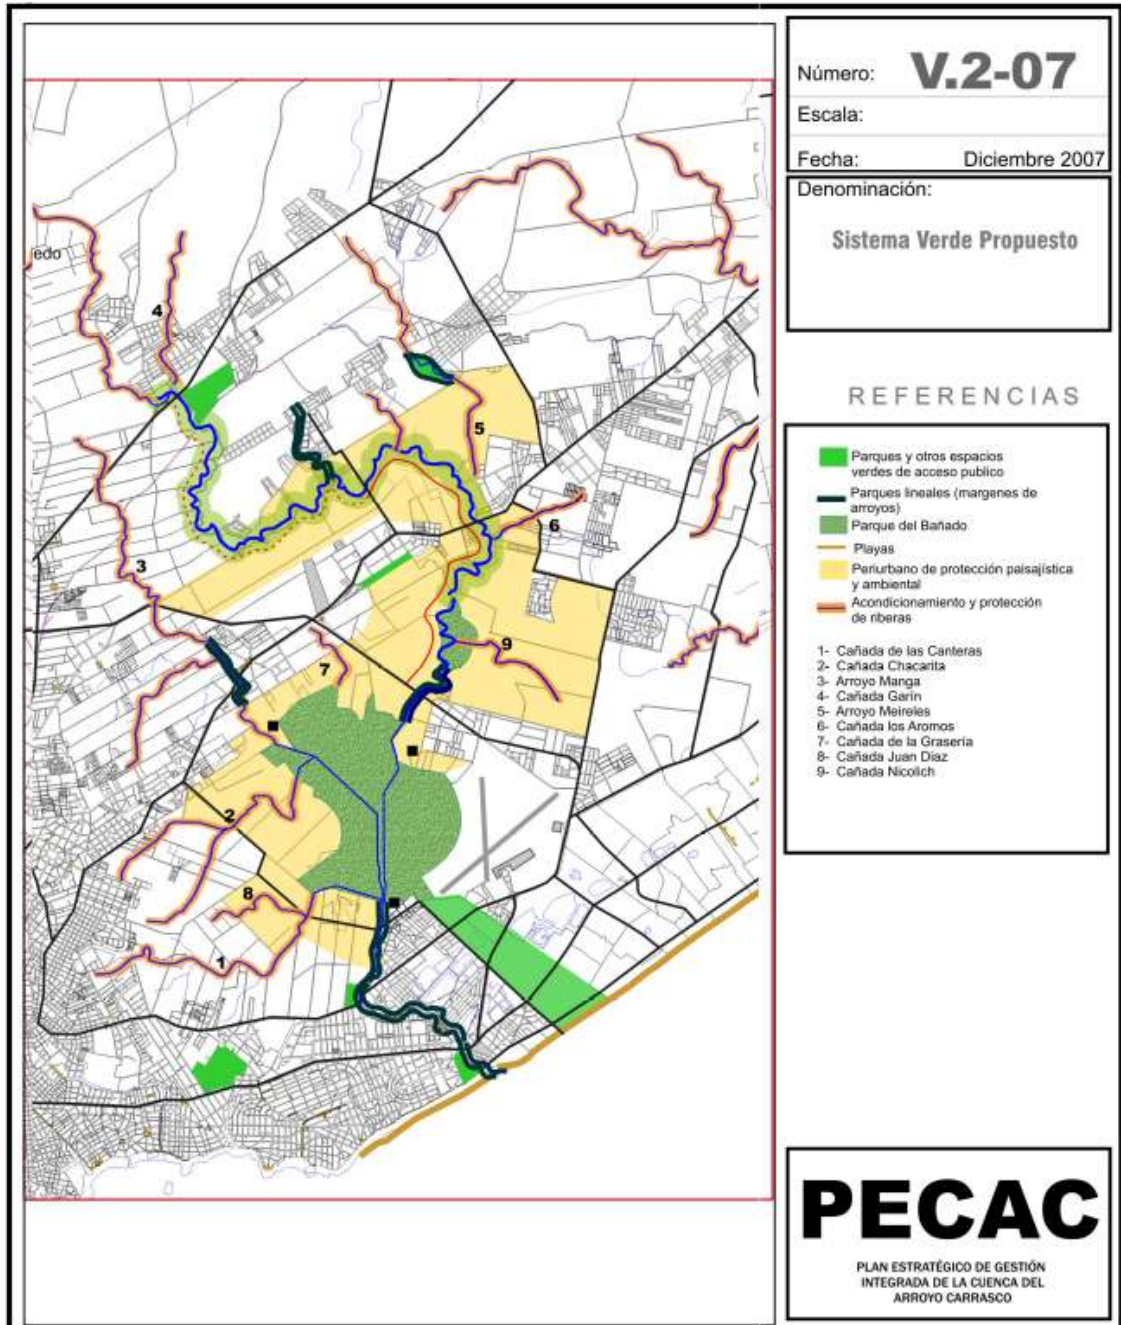 Número: V.2-07
Escala:
Fecha: Diciembre 2007
Denominación:
Sistema Verde Propuesto
REFERENCIAS
Parques y otros espacios
verdes de acceso publico
Parques lineales (margenes de
arroyos)
Parque del Bañado
Playas
Periurbano de protección paisajística
y ambiental
Acondicionamiento y protección
de riberas
1- Cañada de las Canteras
2- Cañada Chacarita
3- Arroyo Manga
4- Cañada Garín
5- Arroyo Meireles
6- Cañada los Aromos
7- Cañada de la Grasería
8- Cañada Juan Díaz
9- Cañada Nicolich
edo
4
5
6
3
9
7
2
8
1
PECAC
PLAN ESTRATÉGICO DE GESTIÓN
INTEGRADA DE LA CUENCA DEL
ARROYO CARRASCO